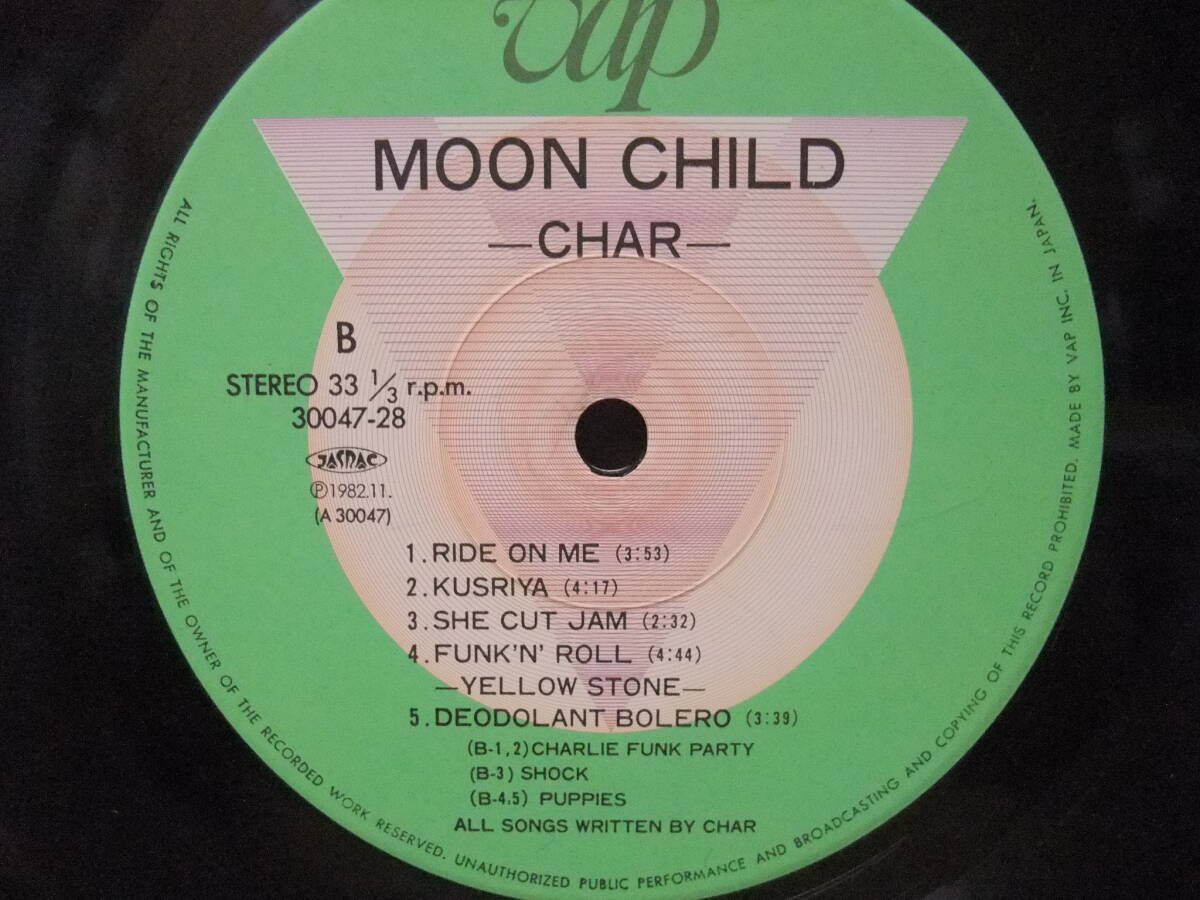 vap
MOON CHILD
—CHAR—
B
STEREO 33 1/3 r.p.m.
30047-28
JASRAC
Ⓟ1982.11.
(A 30047)
1.RIDE ON ME (3:53)
2.KUSRIYA (4:17)
3.SHE CUT JAM (2:32)
4.FUNK'N' ROLL (4:44)
—YELLOW STONE—
5.DEODOLANT BOLERO (3:39)
(B-1,2) CHARLIE FUNK PARTY
(B-3) SHOCK
(B-4,5) PUPPIES
ALL SONGS WRITTEN BY CHAR
ALL RIGHTS OF THE MANUFACTURER AND OF THE OWNER OF THE RECORDED WORK RESERVED. UNAUTHORIZED PUBLIC PERFORMANCE AND BROADCASTING AND COPYING OF THIS RECORD PROHIBITED. MADE BY VAP INC. IN JAPAN.